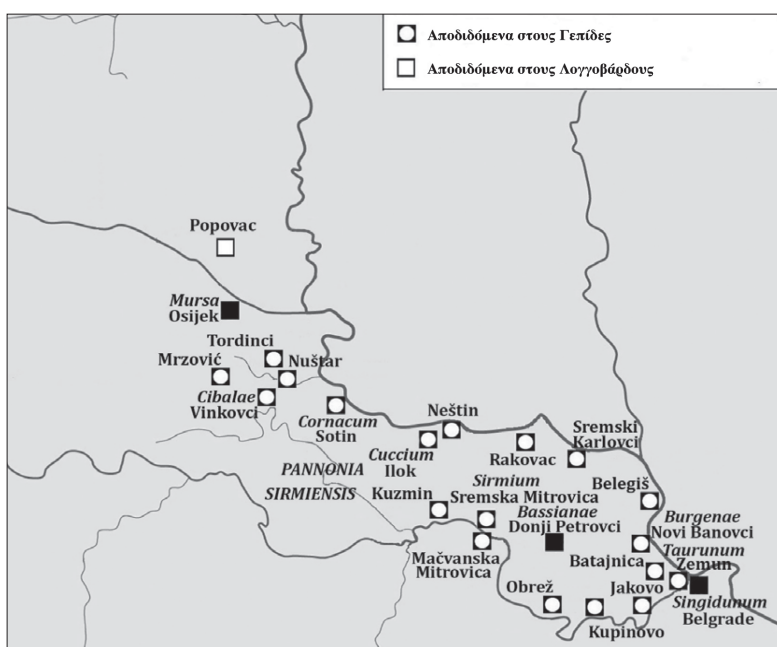 Αποδιδόμενα στους Γεπίδες
Αποδιδόμενα στους Λογγοβάρδους
Popovac
Mursa
Osijek
Tordinci
Mrzović
Nuštar
Cibalae
Vinkovci
Cornacum
Sotin
Neštin
Cuccium
Ilok
Rakovac
Sremski
Karlovci
PANNONIA
SIRMIENSIS
Kuzmin
Sirmium
Sremska Mitrovica
Belegiš
Bassianae
Donji Petrovci
Burgenae
Novi Banovci
Mačvanska
Mitrovica
Batajnica
Taurunum
Zemun
Obrež
Jakovo
Singidunum
Belgrade
Kupinovo